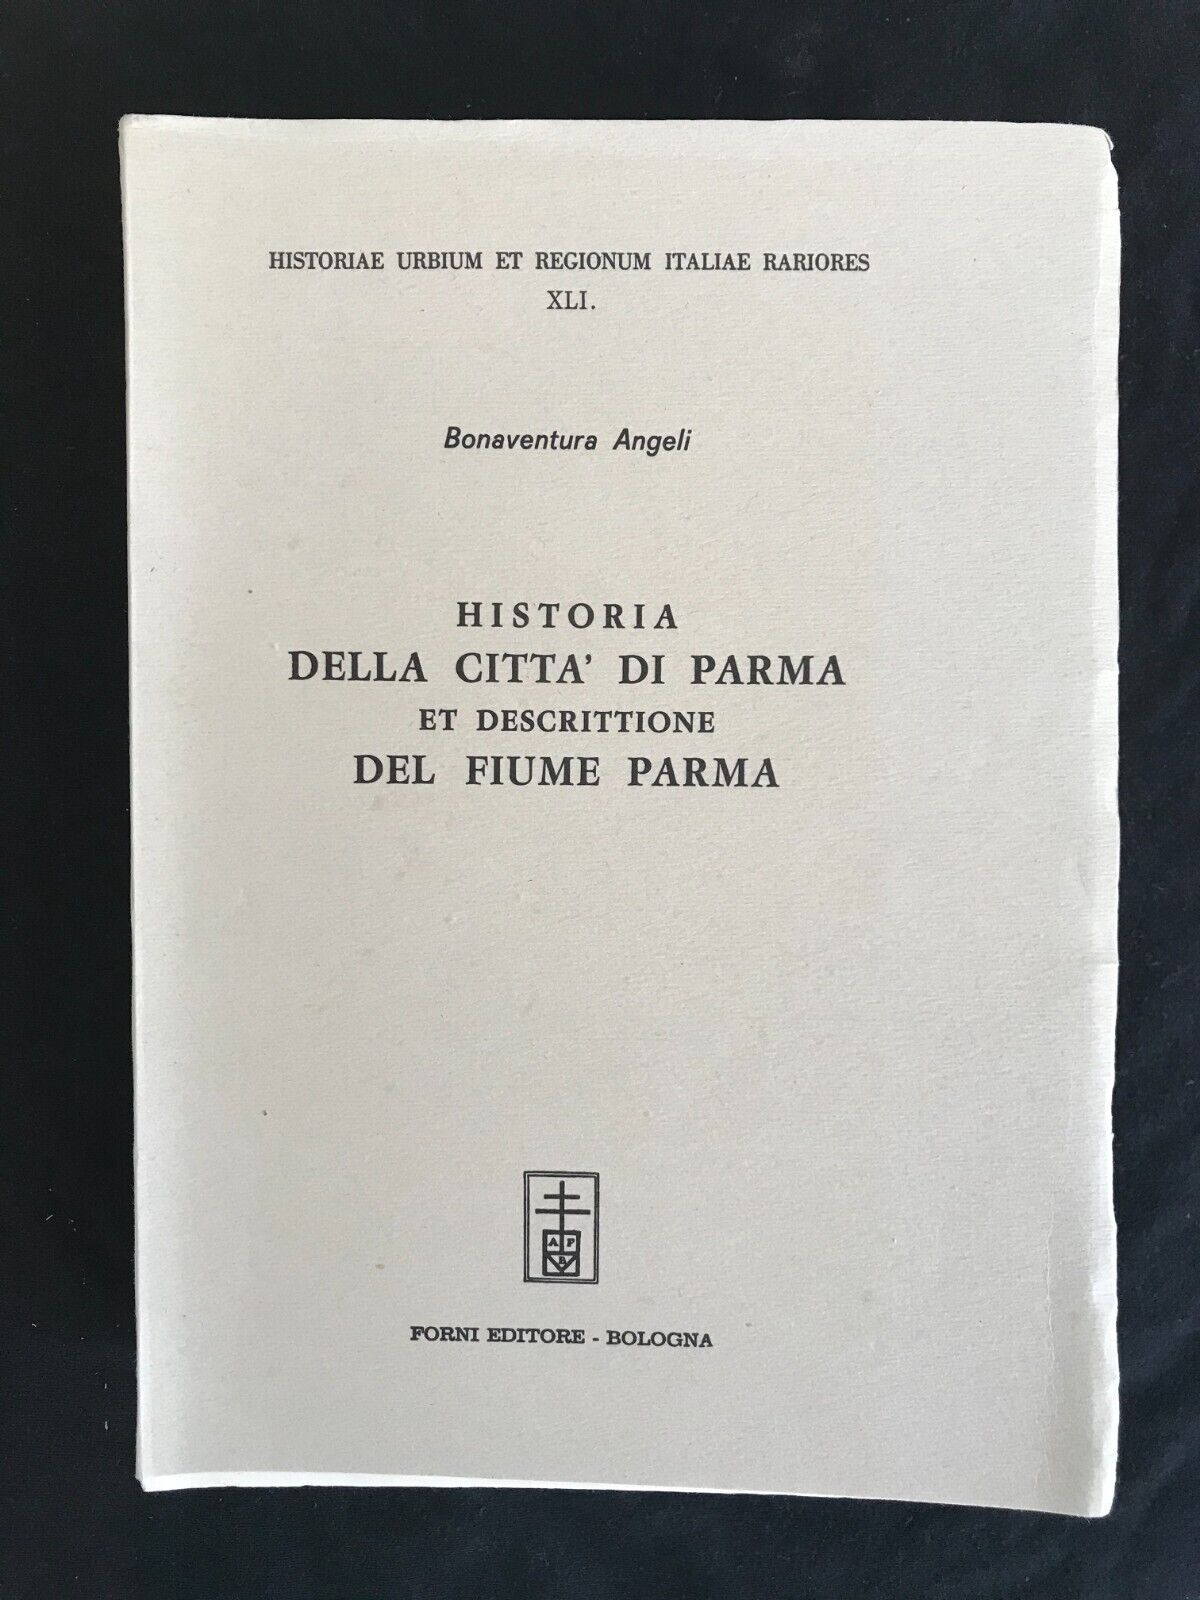 HISTORIAE URBIUM ET REGIONUM ITALIAE RARIORES
XLI.
Bonaventura Angeli
HISTORIA
DELLA CITTA' DI PARMA
ET DESCRITTIONE
DEL FIUME PARMA
A F
B
FORNI EDITORE - BOLOGNA